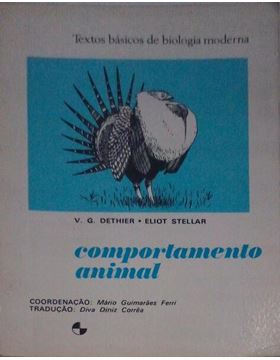 Textos básicos de biologia moderna
V. G. DETHIER • ELIOT STELLAR
comportamento
animal
COORDENAÇÃO: Mário Guimarães Ferri
TRADUÇÃO: Diva Diniz Corrêa